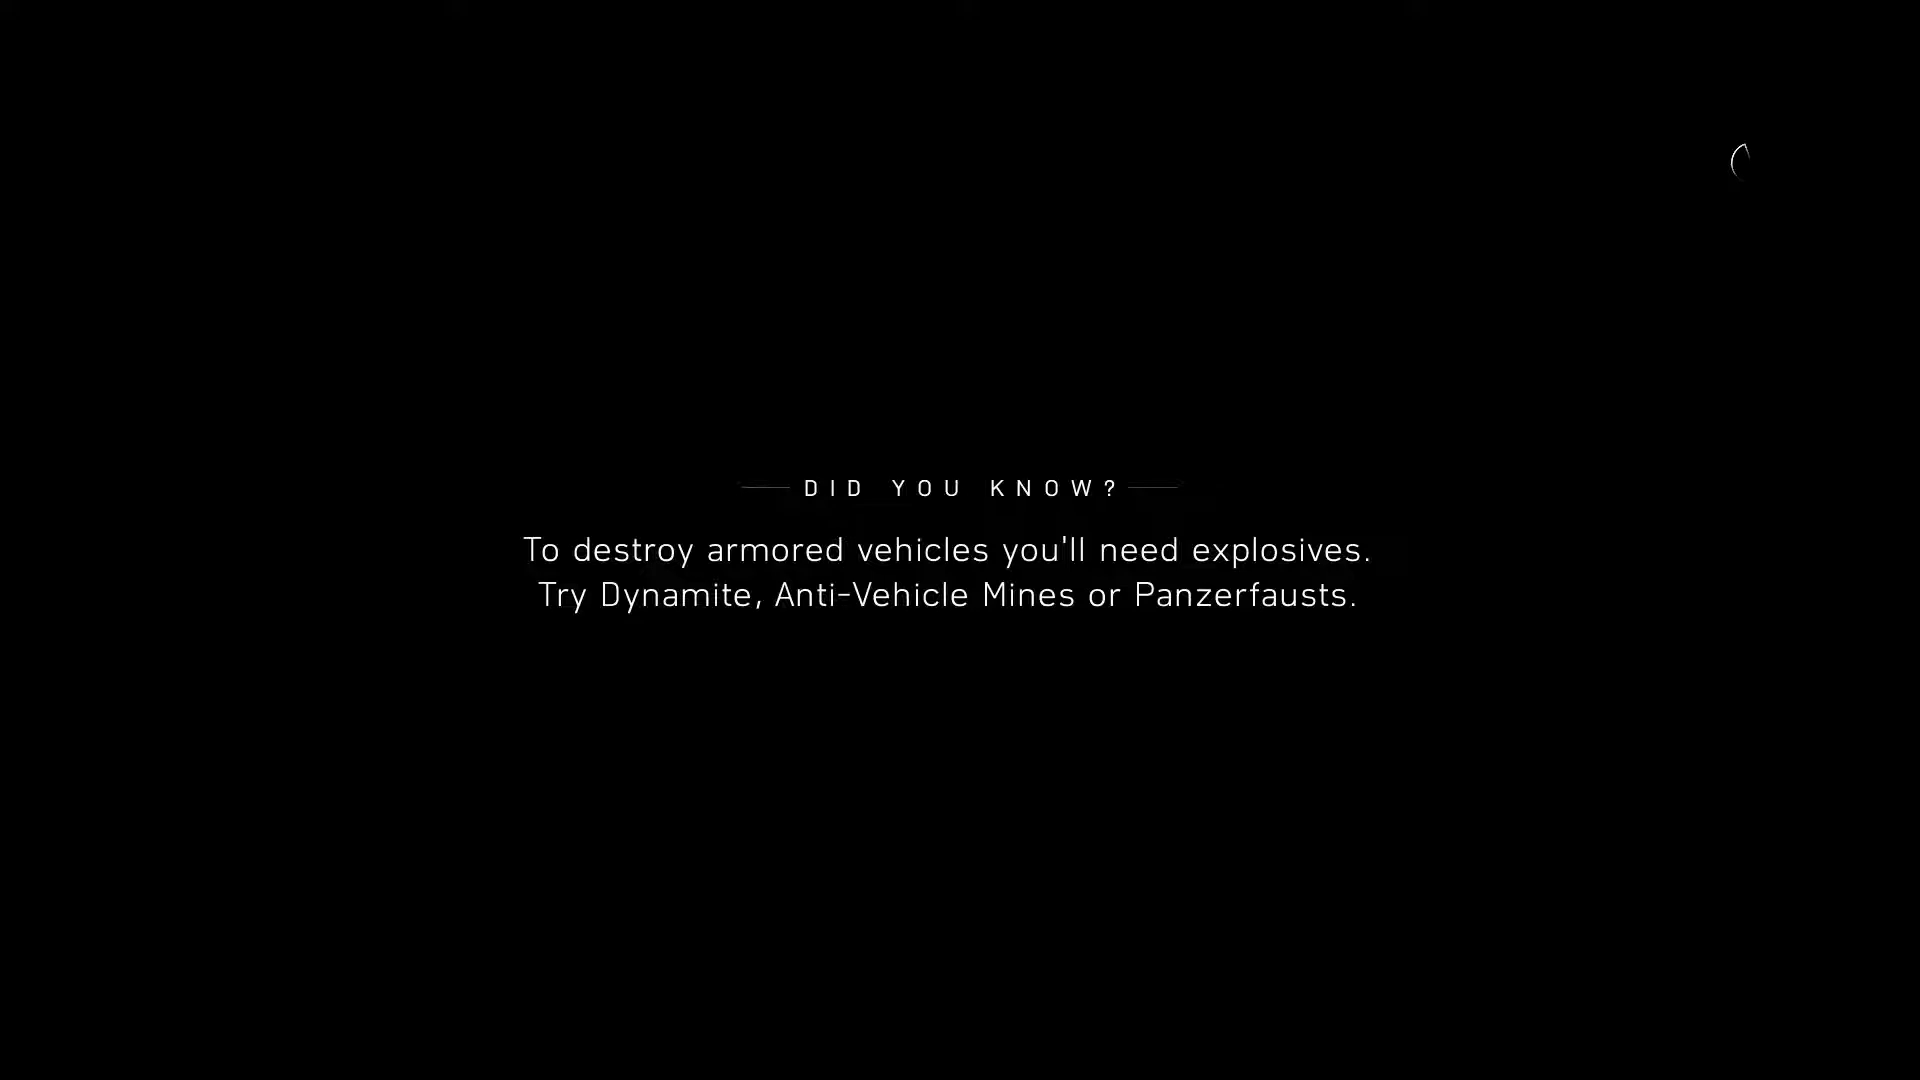 DID YOU KNOW?
To destroy armored vehicles you'll need explosives.
Try Dynamite, Anti-Vehicle Mines or Panzerfausts.